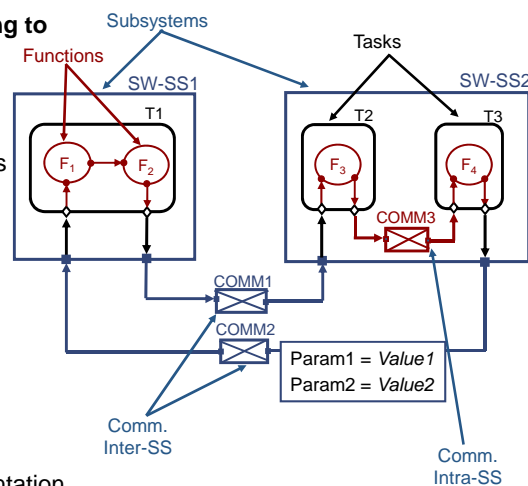 ng to
Subsystems
Functions
Tasks
SW-SS1
SW-SS2
T1
T2
T3
s
F1
F2
F3
F4
COMM3
COMM1
COMM2
Param1 = Value1
Param2 = Value2
Comm.
Inter-SS
Comm.
Intra-SS
ntation